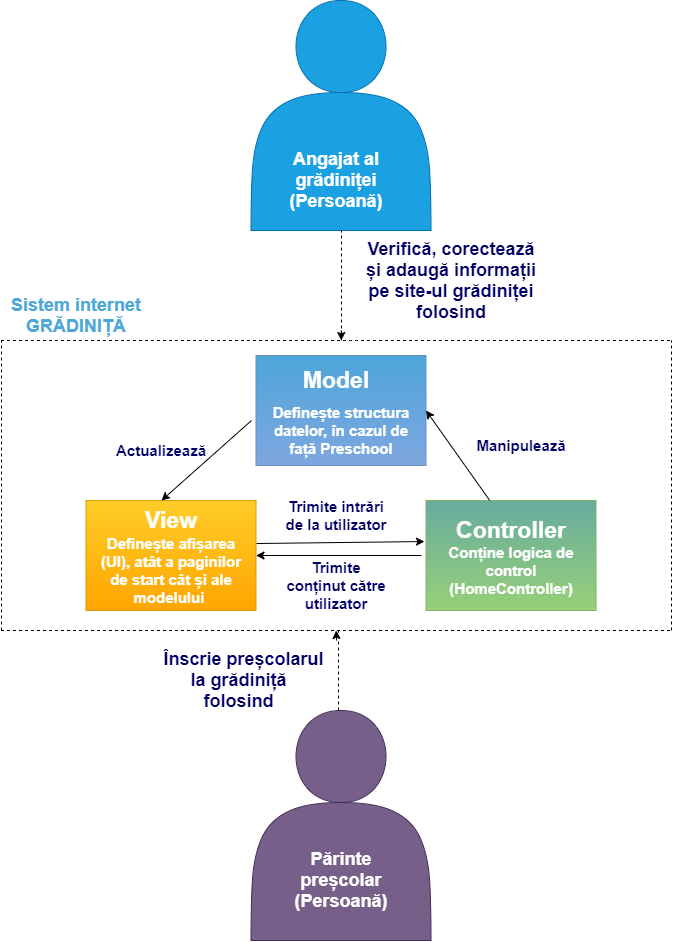 Angajat al
grădiniței
(Persoană)
Verifică, corectează
și adaugă informații
pe site-ul grădiniței
folosind
Sistem internet
GRĂDINIȚĂ
Model
Definește structura
datelor, în cazul de
față Preschool
Actualizează
Manipulează
View
Definește afișarea
(UI), atât a paginilor
de start cât și ale
modelului
Trimite intrări
de la utilizator
Trimite
conținut către
utilizator
Controller
Conține logica de
control
(HomeController)
Înscrie preșcolarul
la grădiniță
folosind
Părinte
preșcolar
(Persoană)